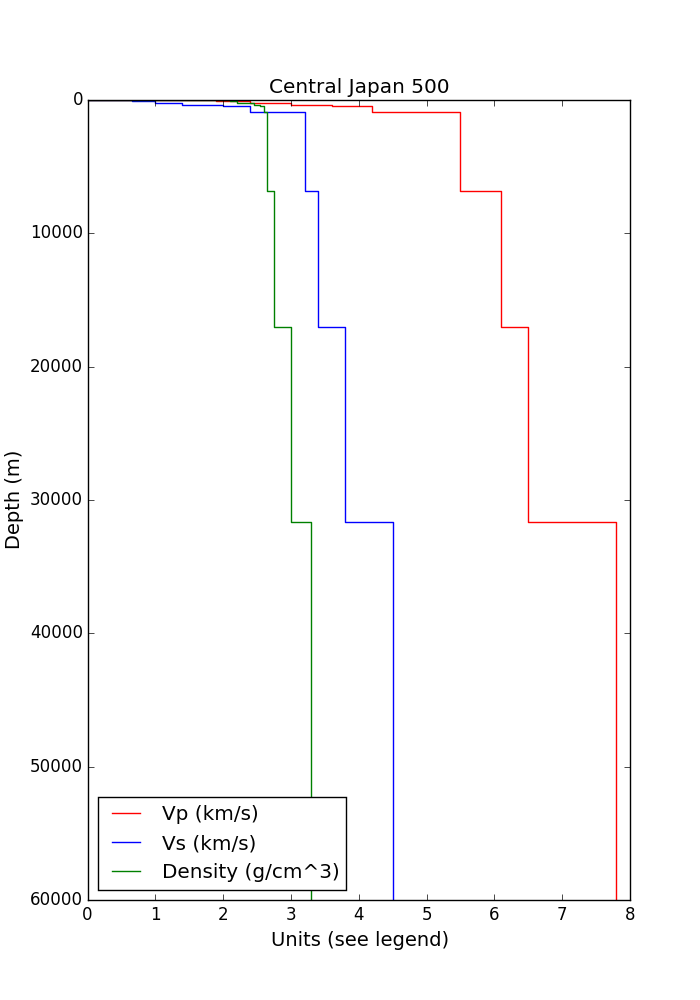 Central Japan 500
0
10000
20000
30000
40000
50000
60000
Depth (m)
Vp (km/s)
Vs (km/s)
Density (g/cm^3)
0 1 2 3 4 5 6 7 8
Units (see legend)